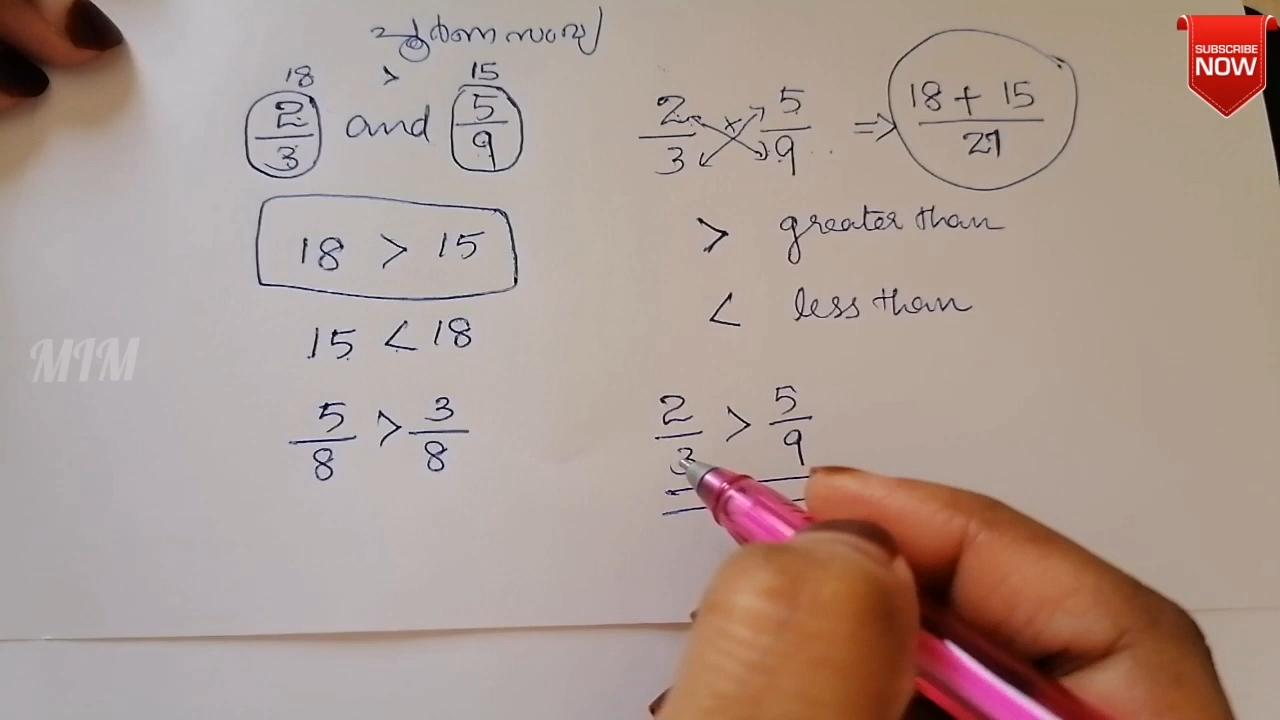 പൂർണസംഖ്യ
18 > 15
2/3 and 5/9
2/3 × 5/9 => 18 + 15 / 27
18 > 15
> greater than
< less than
15 < 18
5/8 > 3/8
2/3 > 5/9
MIM
SUBSCRIBE
NOW